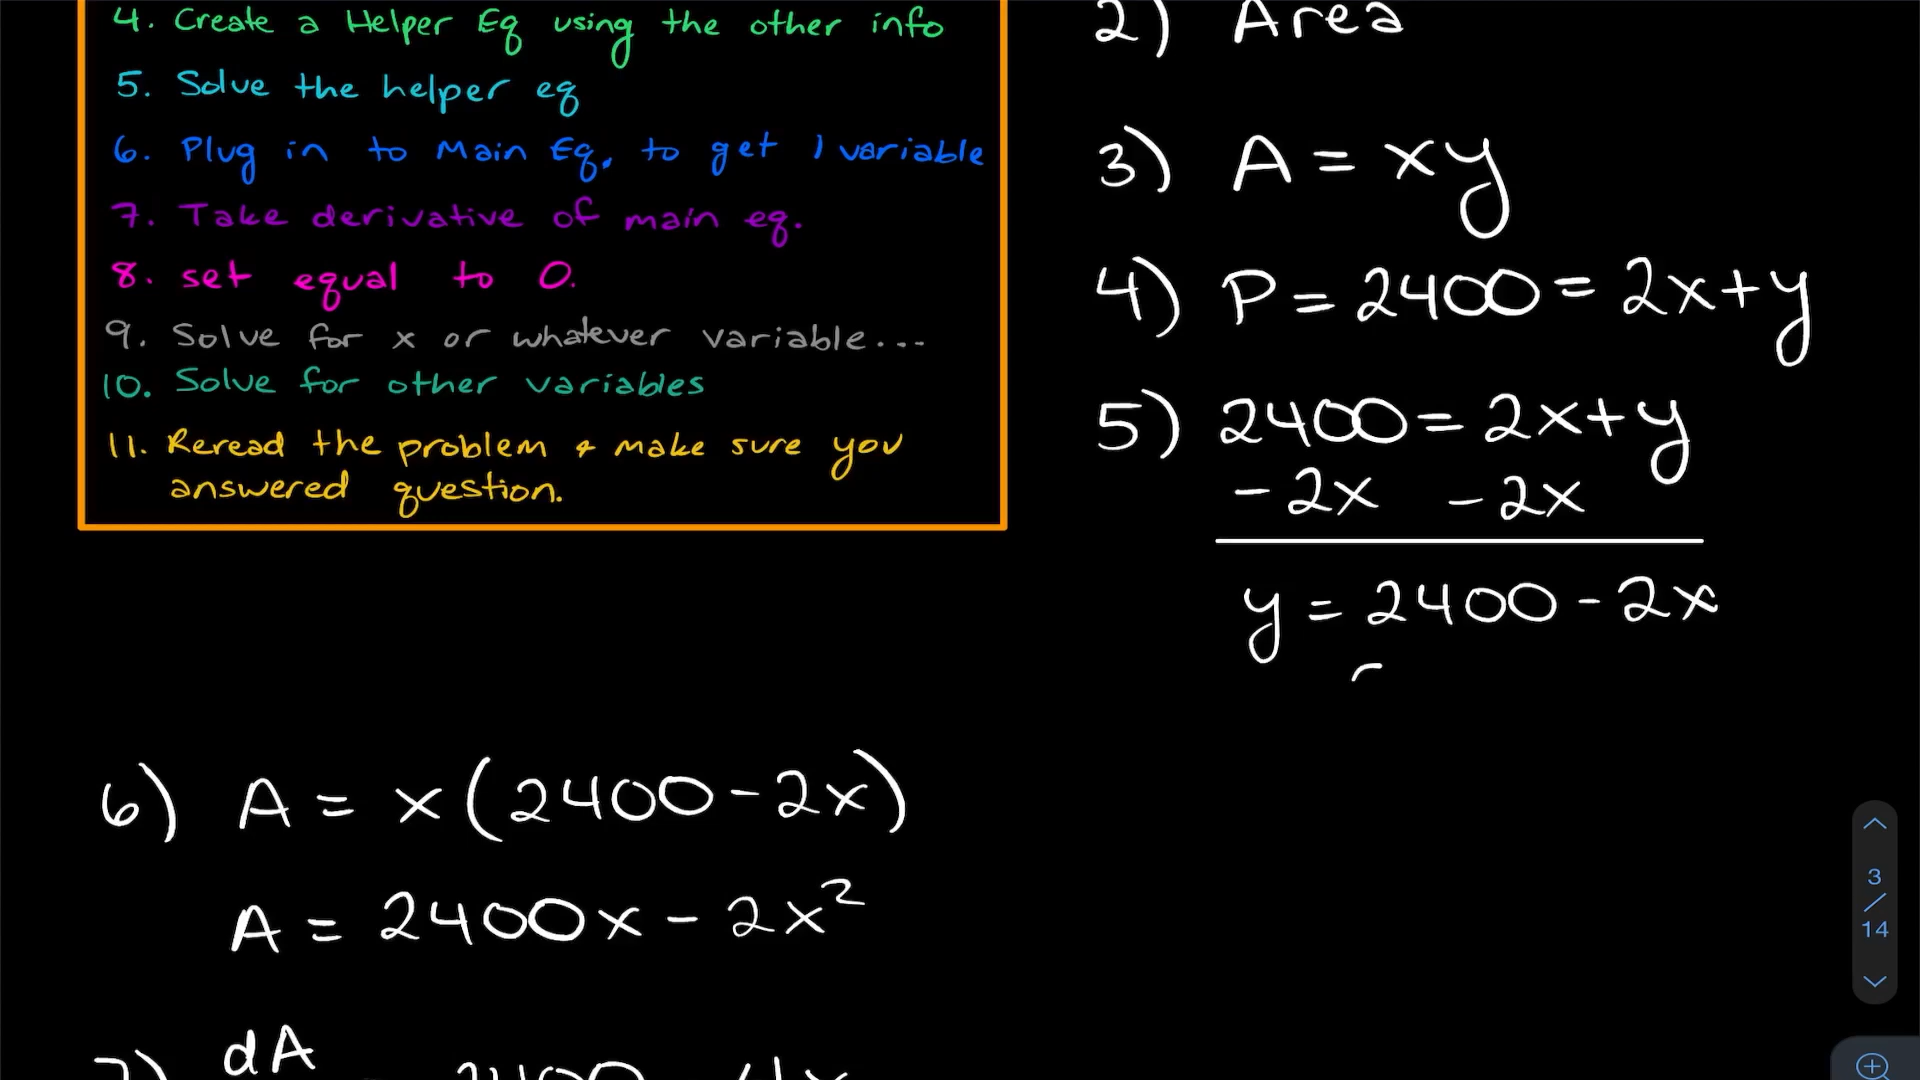 4. Create a Helper Eq using the other info
5. Solve the helper eq
6. Plug in to Main Eq. to get 1 variable
7. Take derivative of main eq.
8. set equal to 0.
9. Solve for x or whatever variable...
10. Solve for other variables
11. Reread the problem & make sure you
answered question.
2) Area
3) A = xy
4) P = 2400 = 2x+y
5) 2400 = 2x+y
-2x -2x
y = 2400 - 2x
6) A = x(2400-2x)
A = 2400x - 2x²
7) dA
3
/
14